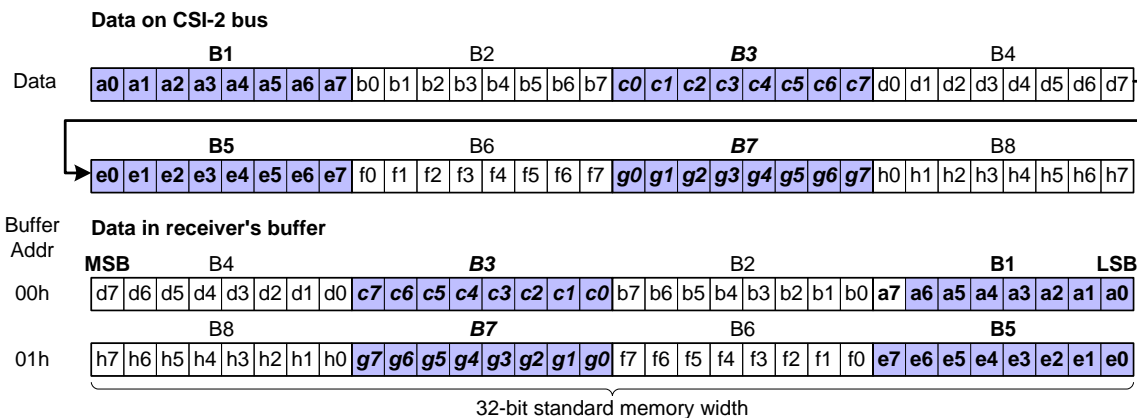 Data on CSI-2 bus
B1 B2 B3 B4
Data a0 a1 a2 a3 a4 a5 a6 a7 b0 b1 b2 b3 b4 b5 b6 b7 c0 c1 c2 c3 c4 c5 c6 c7 d0 d1 d2 d3 d4 d5 d6 d7
B5 B6 B7 B8
e0 e1 e2 e3 e4 e5 e6 e7 f0 f1 f2 f3 f4 f5 f6 f7 g0 g1 g2 g3 g4 g5 g6 g7 h0 h1 h2 h3 h4 h5 h6 h7
Buffer Addr
Data in receiver's buffer
MSB B4 B3 B2 B1 LSB
00h d7 d6 d5 d4 d3 d2 d1 d0 c7 c6 c5 c4 c3 c2 c1 c0 b7 b6 b5 b4 b3 b2 b1 b0 a7 a6 a5 a4 a3 a2 a1 a0
B8 B7 B6 B5
01h h7 h6 h5 h4 h3 h2 h1 h0 g7 g6 g5 g4 g3 g2 g1 g0 f7 f6 f5 f4 f3 f2 f1 f0 e7 e6 e5 e4 e3 e2 e1 e0
32-bit standard memory width